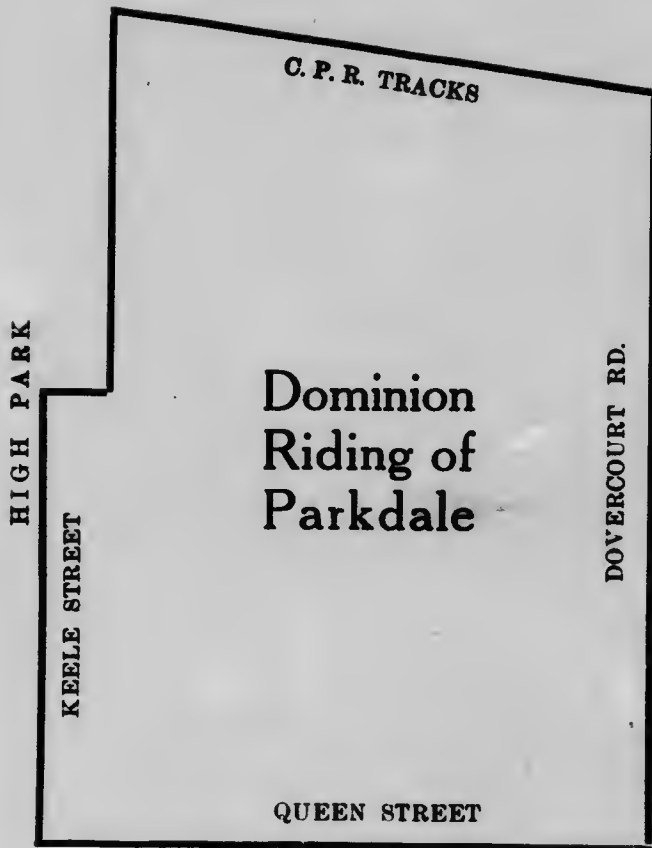 C. P. R. TRACKS
HIGH PARK
Dominion
Riding of
Parkdale
DOVERCOURT RD.
KEELE STREET
QUEEN STREET